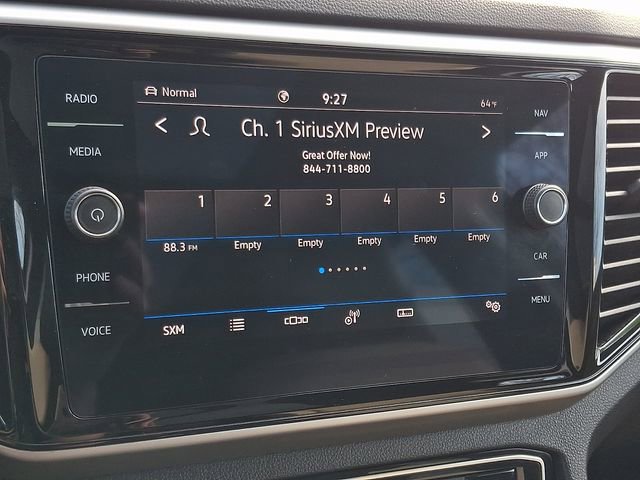 RADIO
MEDIA
PHONE
VOICE
Normal
9:27
64°F
< Ch. 1 SiriusXM Preview >
Great Offer Now!
844-711-8800
1 2 3 4 5 6
88.3 FM Empty Empty Empty Empty Empty
SXM
NAV
APP
CAR
MENU